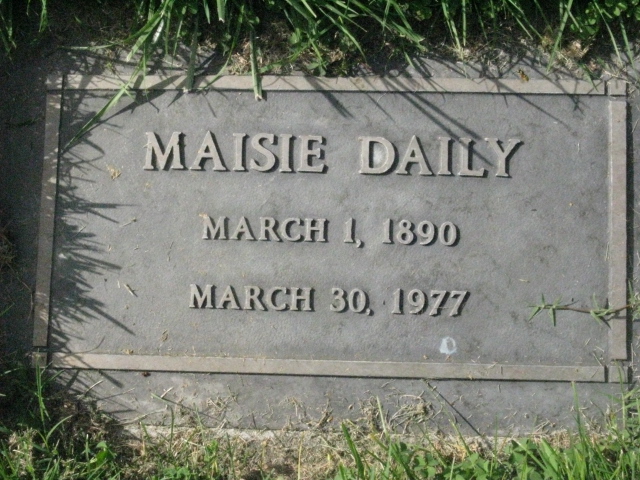 MAISIE DAILY
MARCH 1, 1890
MARCH 30, 1977